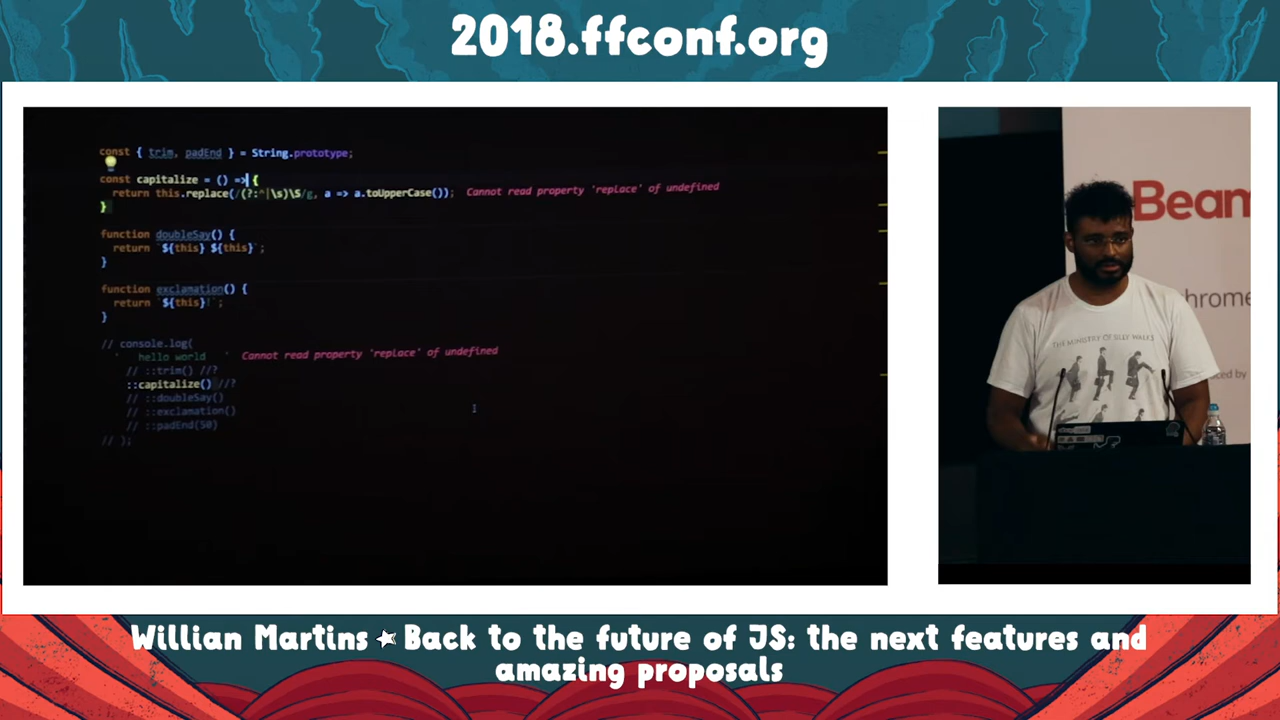 2018.ffconf.org
const { trim, padEnd } = String.prototype;
const capitalize = () => {
return this.replace(/(?:^|\s)\S/g, a => a.toUpperCase()); Cannot read property 'replace' of undefined
}
function doubleSay() {
return `${this} ${this}`;
}
function exclamation() {
return `${this}!`;
}
// console.log(
'   hello world   ' Cannot read property 'replace' of undefined
// ::trim() //?
::capitalize() //?
// ::doubleSay()
// ::exclamation()
// ::padEnd(50)
// );
Beam
hrome
ced by
THE MINISTRY OF SILLY WALKS
Willian Martins ★ Back to the future of JS: the next features and
amazing proposals